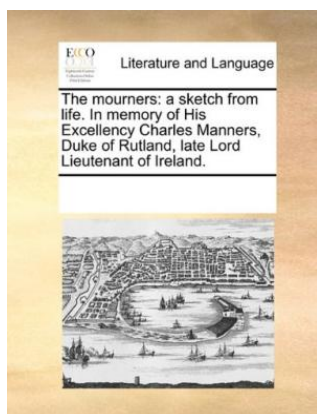 ECCO
Literature and Language
The mourners: a sketch from
life. In memory of His
Excellency Charles Manners,
Duke of Rutland, late Lord
Lieutenant of Ireland.